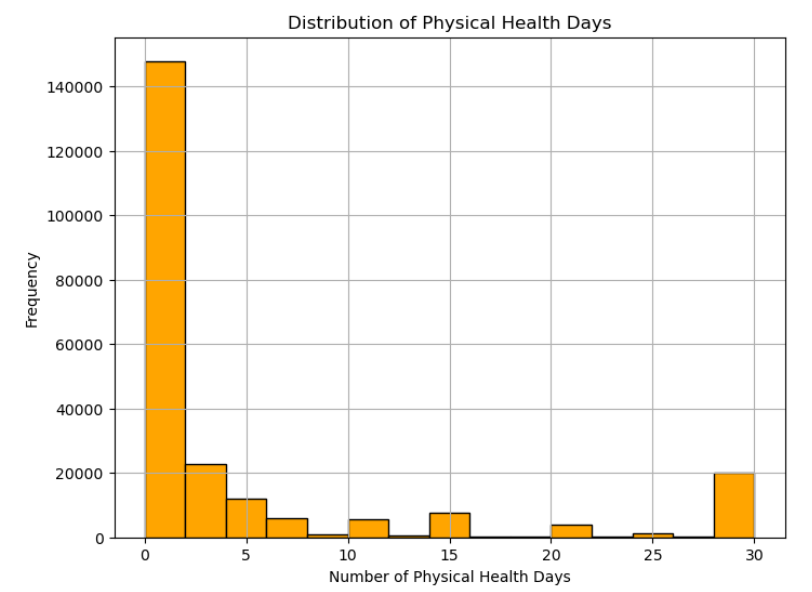 Distribution of Physical Health Days
Frequency
140000
120000
100000
80000
60000
40000
20000
0
0 5 10 15 20 25 30
Number of Physical Health Days